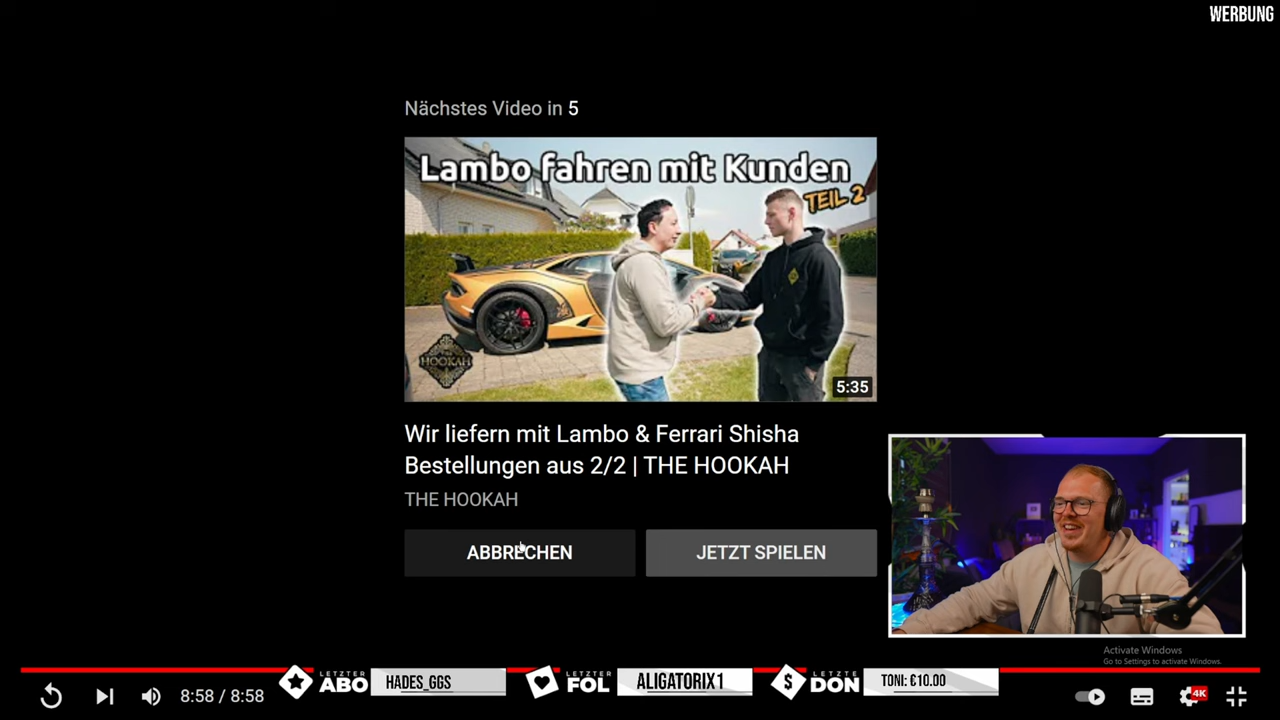 WERBUNG
Nächstes Video in 5
Lambo fahren mit Kunden
TEIL 2
HOOKAH
5:35
Wir liefern mit Lambo & Ferrari Shisha
Bestellungen aus 2/2 | THE HOOKAH
THE HOOKAH
ABBRECHEN
JETZT SPIELEN
Activate Windows
Go to Settings to activate Windows.
8:58 / 8:58
LETZTER
ABO
HADES_GGS
LETZTER
FOL
ALIGATORIX1
LETZTE
DON
TONI: €10.00
4K